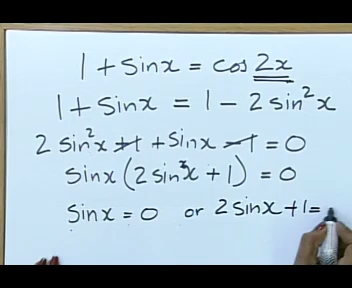 1 + sinx = cos 2x
1 + sinx = 1 - 2 sin²x
2 sin²x +1 + sinx -1 = 0
sinx (2 sin²x + 1) = 0
sinx = 0 or 2 sinx + 1 =